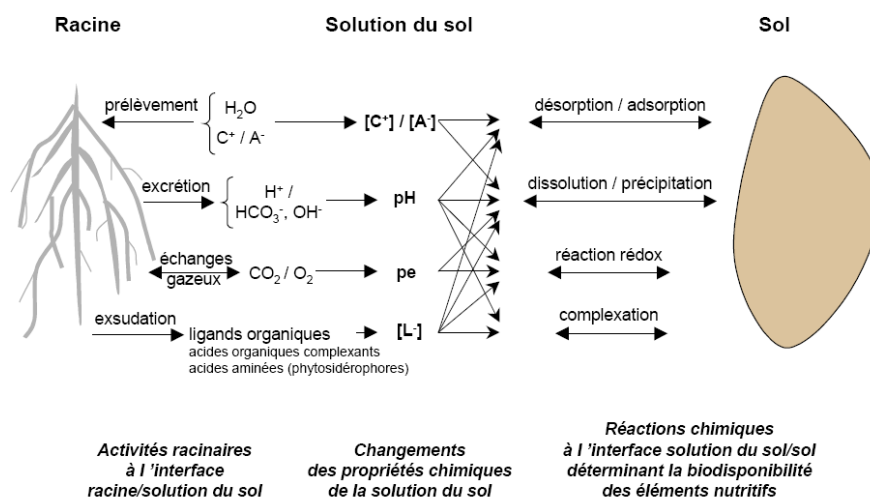 Racine
Solution du sol
Sol
prélèvement
H₂O
C⁺ / A⁻
[C⁺] / [A⁻]
désorption / adsorption
excrétion
H⁺ /
HCO₃⁻, OH⁻
pH
dissolution / précipitation
échanges
gazeux
CO₂ / O₂
pe
réaction rédox
exsudation
ligands organiques
acides organiques complexants
acides aminées (phytosidérophores)
[L⁻]
complexation
Activités racinaires
à l ’interface
racine/solution du sol
Changements
des propriétés chimiques
de la solution du sol
Réactions chimiques
à l ’interface solution du sol/sol
déterminant la biodisponibilité
des éléments nutritifs